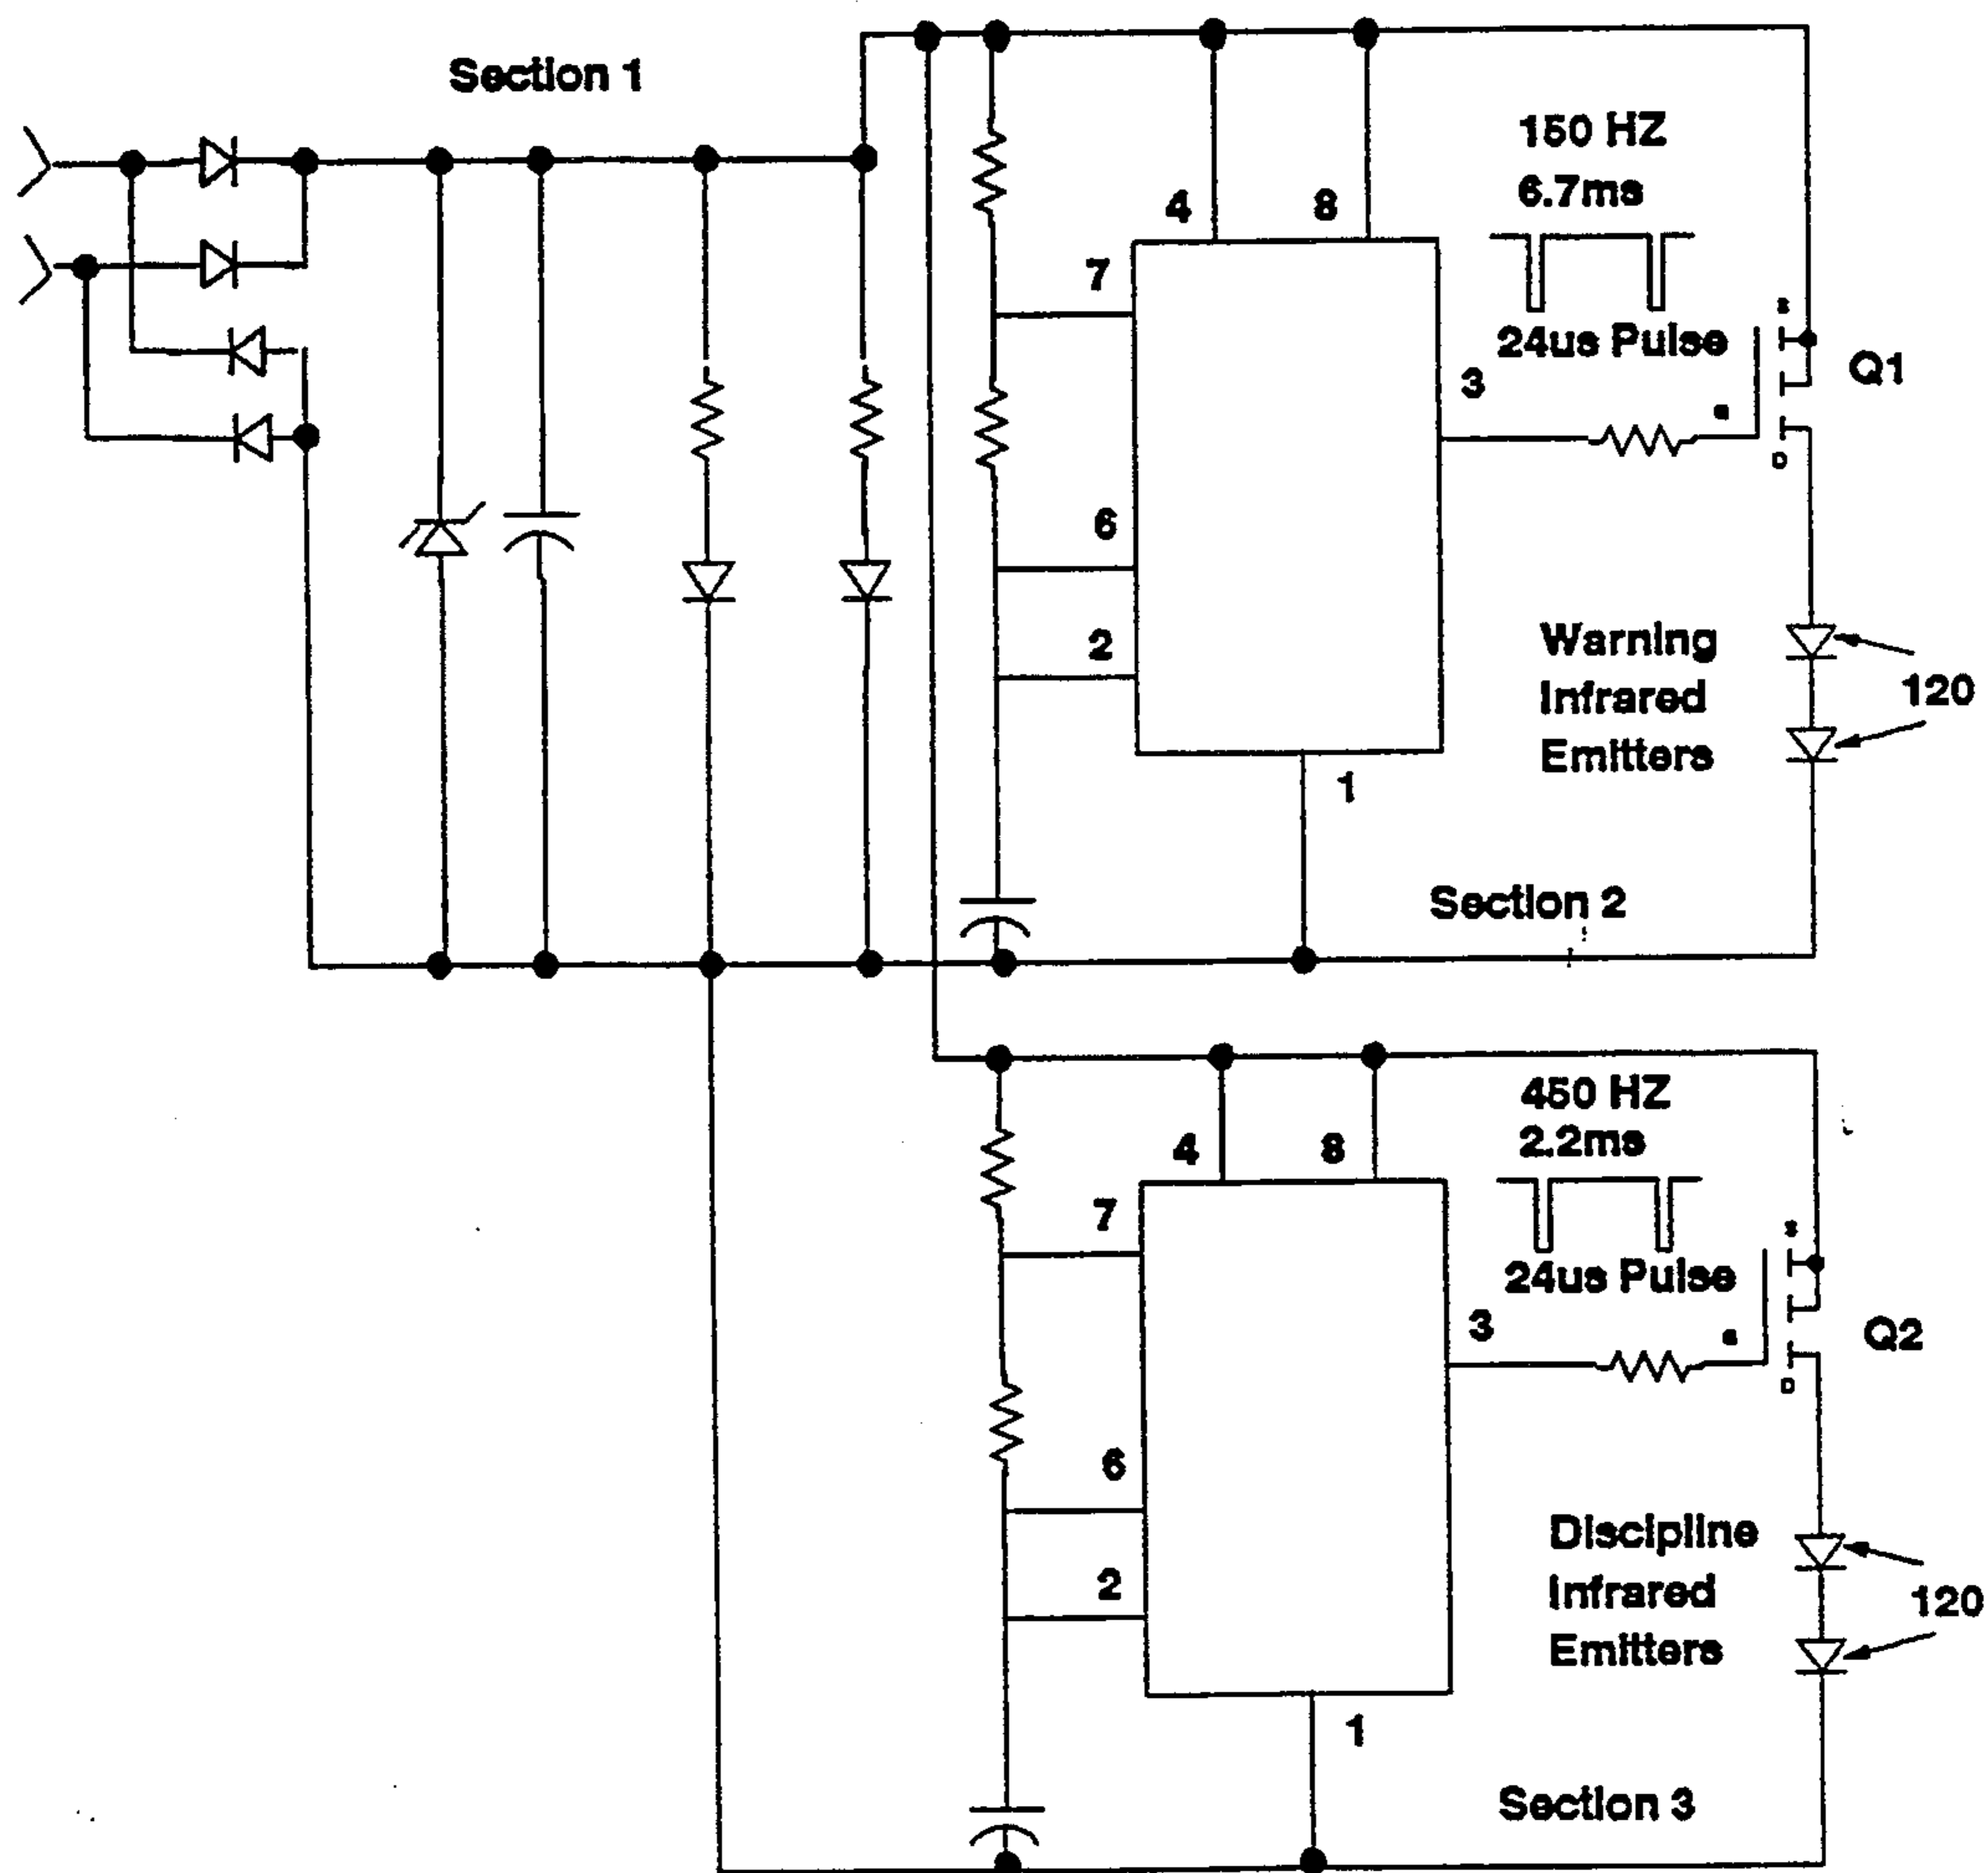 Section 1
150 HZ
6.7ms
4
8
7
24us Pulse
S
Q1
3
G
D
6
Warning
Infrared
Emitters
120
2
1
Section 2
450 HZ
2.2ms
4
8
7
24us Pulse
S
Q2
3
G
D
6
Discipline
Infrared
Emitters
120
2
1
Section 3